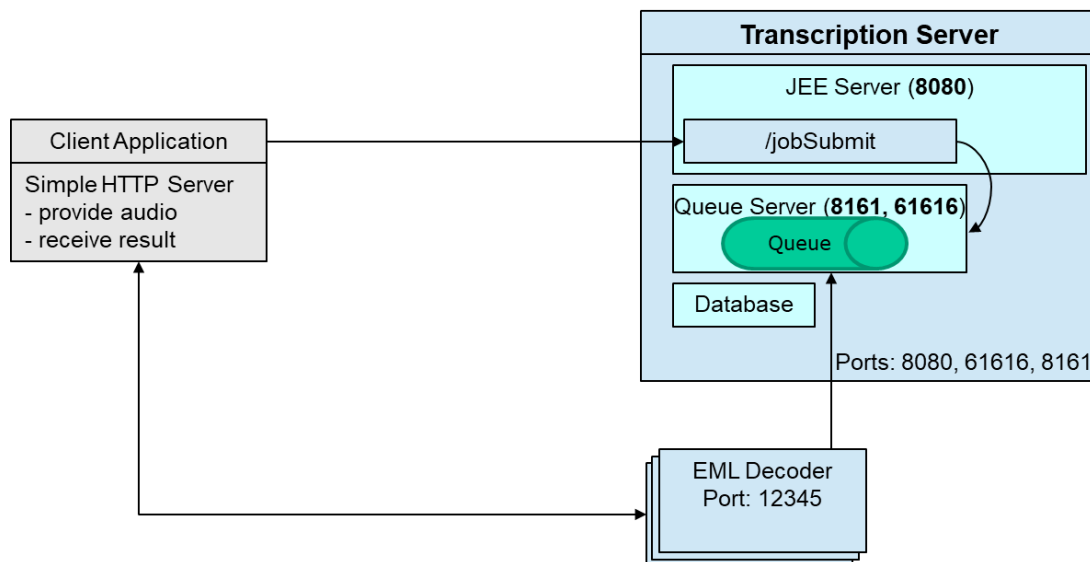 Transcription Server
JEE Server (8080)
/jobSubmit
Client Application
Simple HTTP Server
- provide audio
- receive result
Queue Server (8161, 61616)
Queue
Database
Ports: 8080, 61616, 8161
EML Decoder
Port: 12345